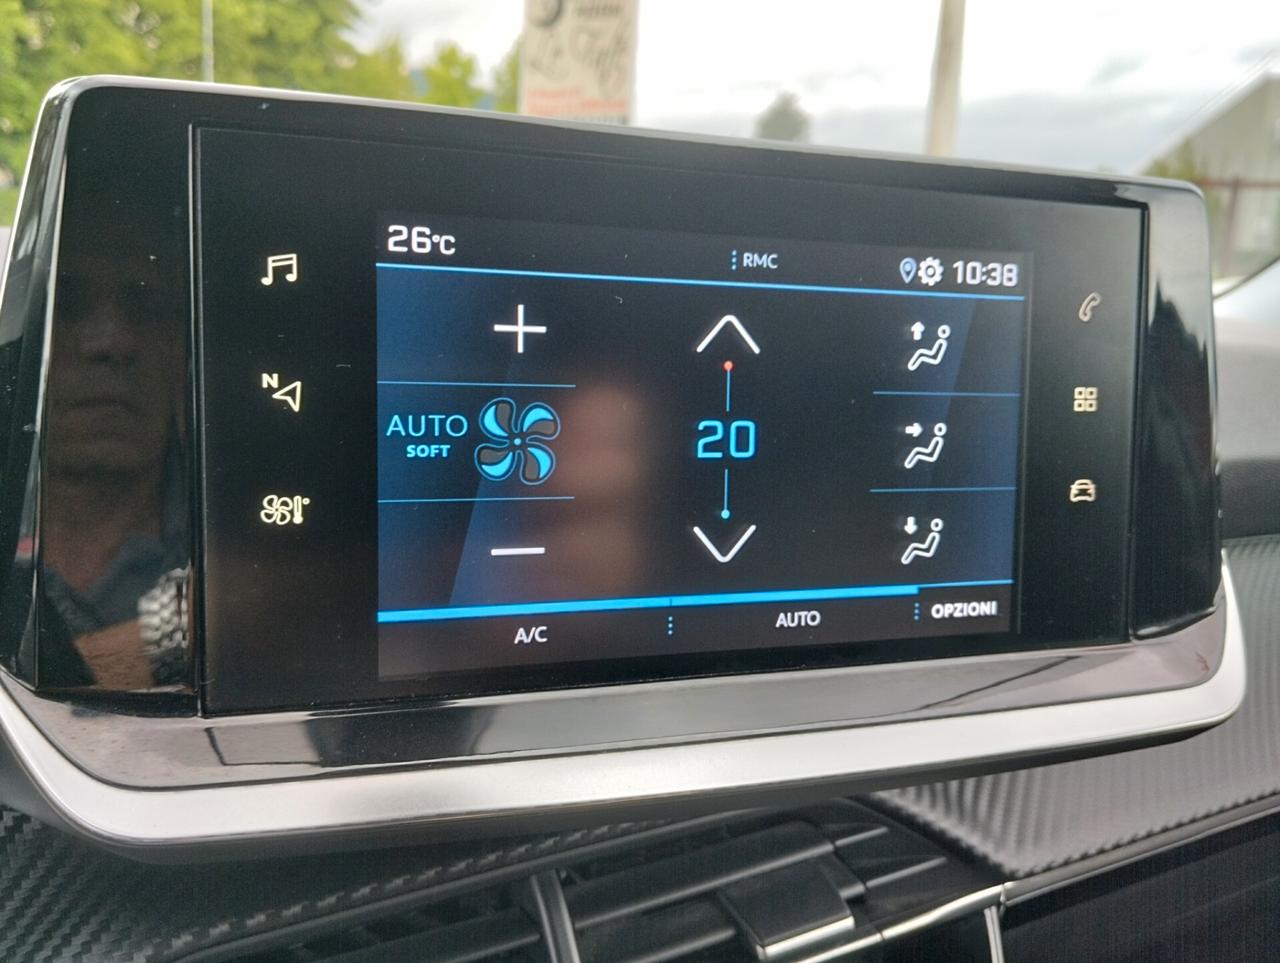 26°C
RMC
10:38
AUTO
SOFT
20
N
A/C
AUTO
OPZIONI